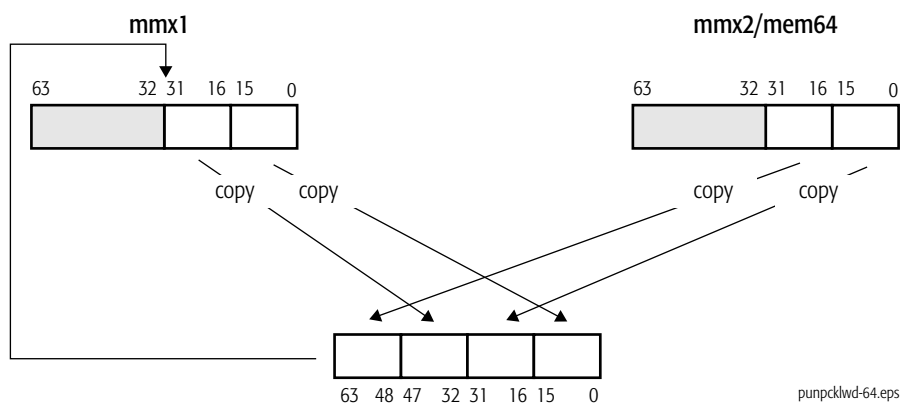 mmx1 mmx2/mem64
63 32 31 16 15 0 63 32 31 16 15 0
copy copy copy copy
63 48 47 32 31 16 15 0
punpcklwd-64.eps